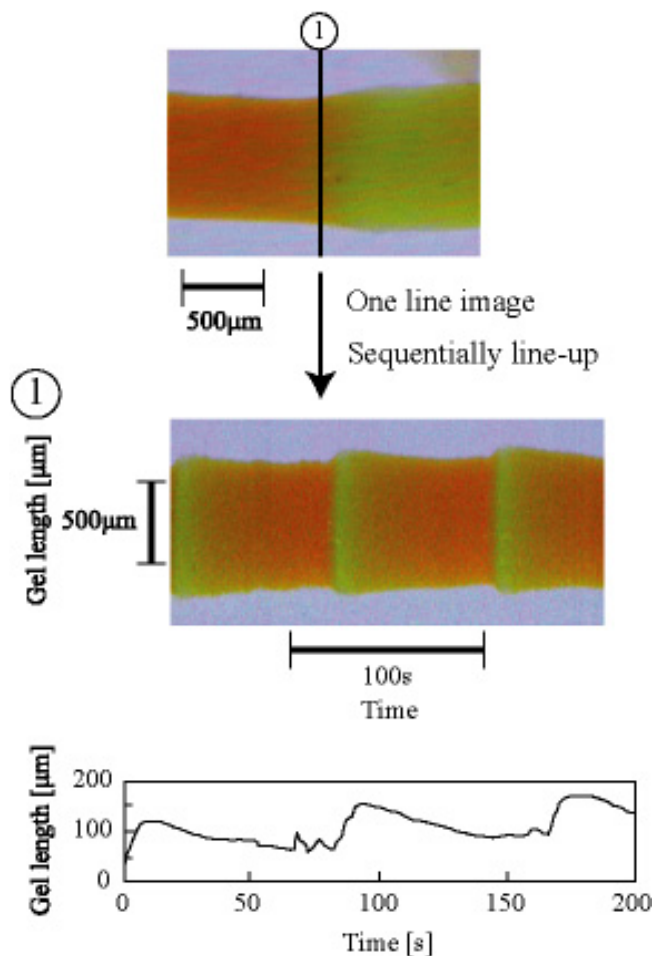 1
500µm
One line image
Sequentially line-up
1
Gel length [µm]
500µm
100s
Time
Gel length [µm]
200
100
0
0
50
100
150
200
Time [s]